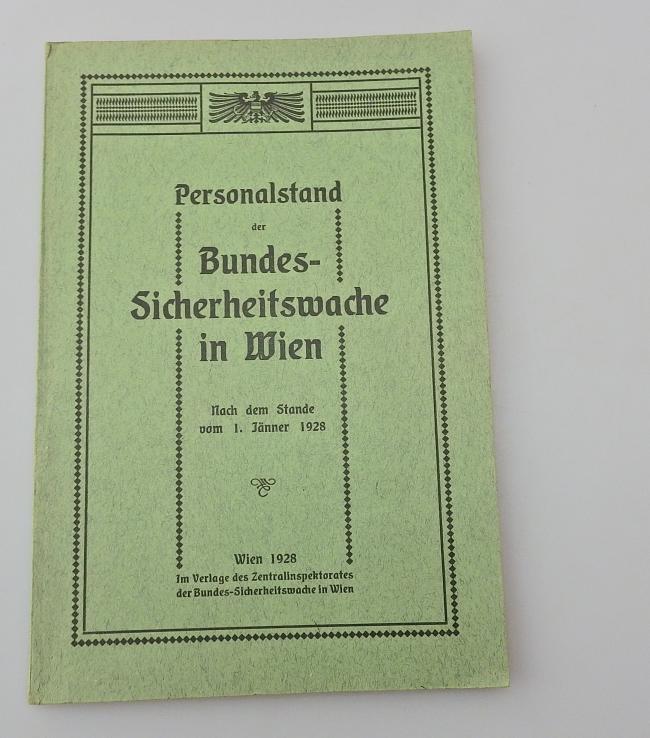 Personalstand
der
Bundes-
Sicherheitswache
in Wien
Nach dem Stande
vom 1. Jänner 1928
Wien 1928
Im Verlage des Zentralinspektorates
der Bundes-Sicherheitswache in Wien